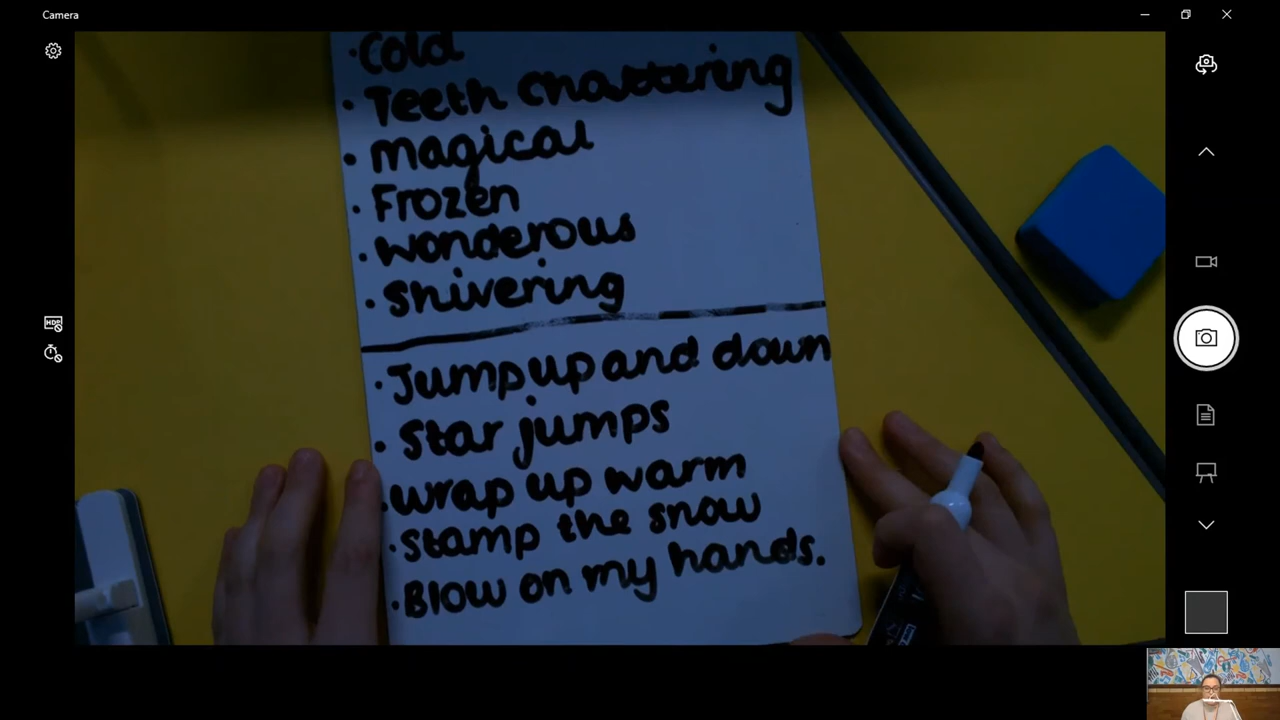 Camera
· Cold
· Teeth chattering
· Magical
· Frozen
· Wonderous
· Shivering
· Jump up and down
· Star jumps
· Wrap up warm
· Stamp the snow
· Blow on my hands.